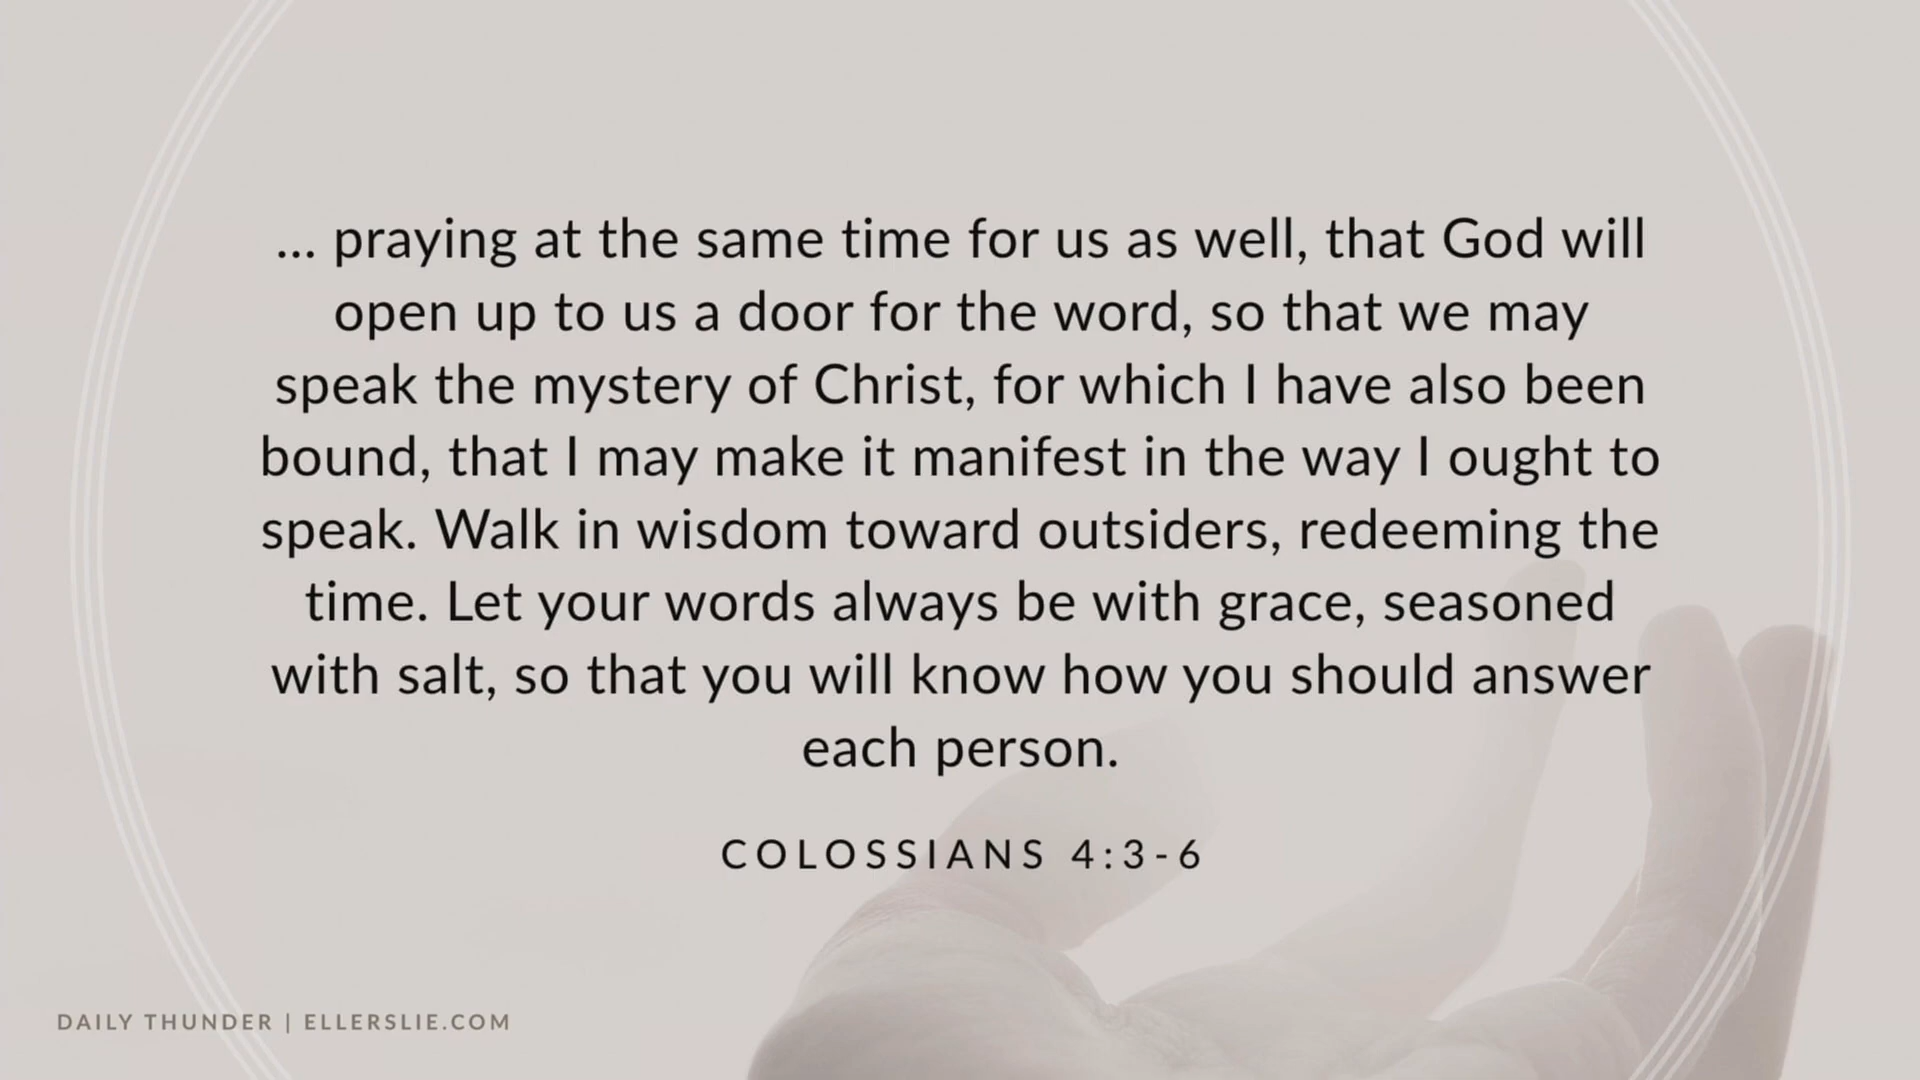 ... praying at the same time for us as well, that God will
open up to us a door for the word, so that we may
speak the mystery of Christ, for which I have also been
bound, that I may make it manifest in the way I ought to
speak. Walk in wisdom toward outsiders, redeeming the
time. Let your words always be with grace, seasoned
with salt, so that you will know how you should answer
each person.
COLOSSIANS 4:3-6
DAILY THUNDER | ELLERSLIE.COM